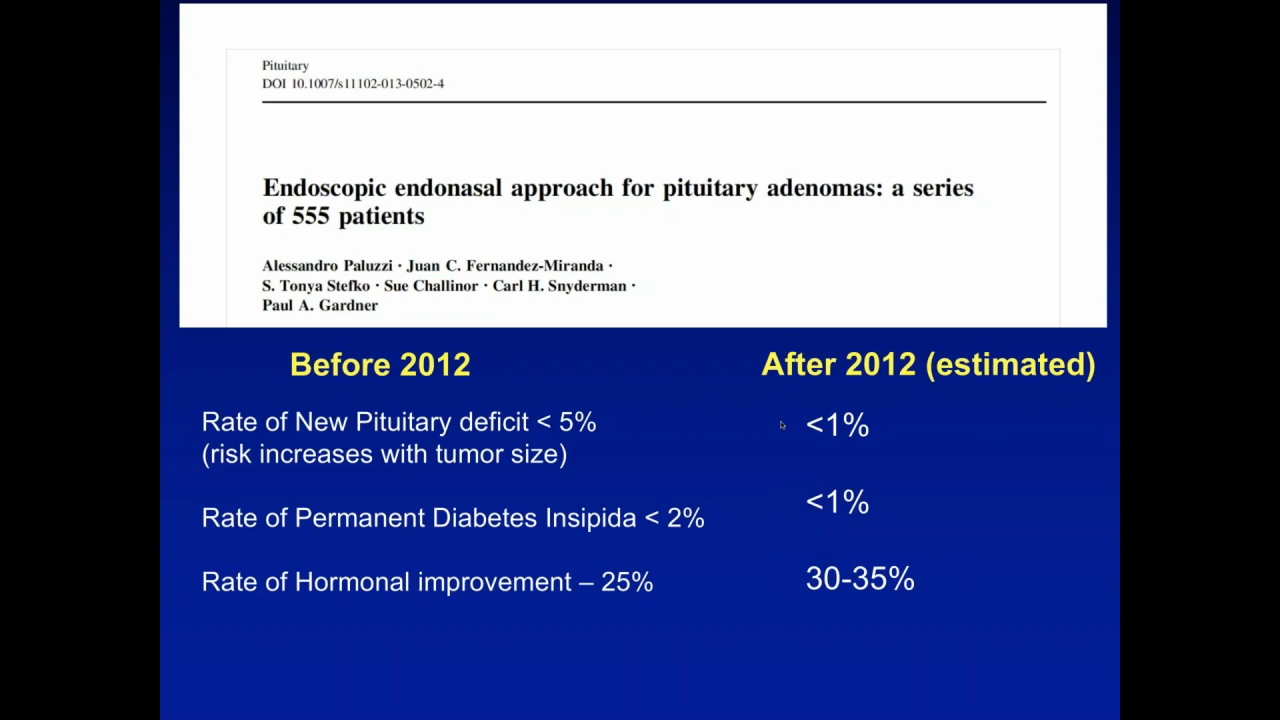 Pituitary
DOI 10.1007/s11102-013-0502-4
Endoscopic endonasal approach for pituitary adenomas: a series
of 555 patients
Alessandro Paluzzi · Juan C. Fernandez-Miranda ·
S. Tonya Stefko · Sue Challinor · Carl H. Snyderman ·
Paul A. Gardner
Before 2012
After 2012 (estimated)
Rate of New Pituitary deficit < 5%
(risk increases with tumor size)
<1%
Rate of Permanent Diabetes Insipida < 2%
<1%
Rate of Hormonal improvement – 25%
30-35%